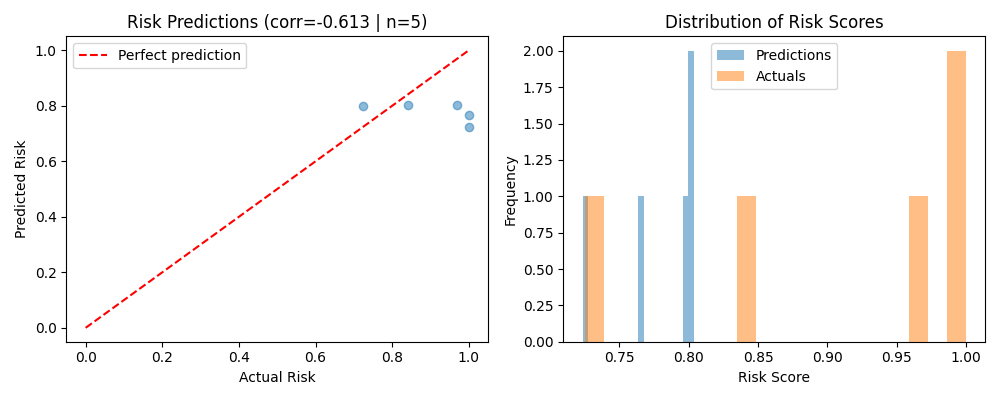 Risk Predictions (corr=-0.613 | n=5)
Perfect prediction
1.0
0.8
0.6
0.4
0.2
0.0
Predicted Risk
0.0 0.2 0.4 0.6 0.8 1.0
Actual Risk
Distribution of Risk Scores
Predictions
Actuals
2.00
1.75
1.50
1.25
1.00
0.75
0.50
0.25
0.00
Frequency
0.75 0.80 0.85 0.90 0.95 1.00
Risk Score